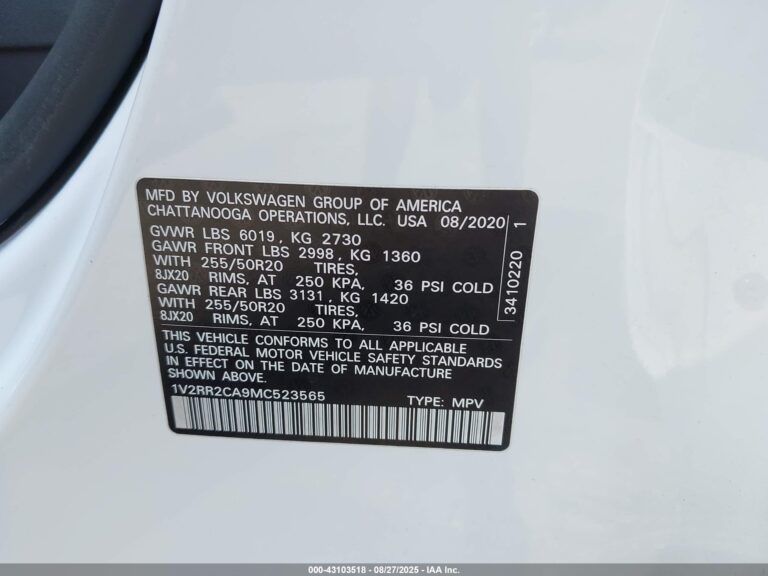 MFD BY VOLKSWAGEN GROUP OF AMERICA
CHATTANOOGA OPERATIONS, LLC. USA 08/2020
GVWR LBS 6019, KG 2730
GAWR FRONT LBS 2998, KG 1360
WITH 255/50R20 TIRES,
8JX20 RIMS, AT 250 KPA, 36 PSI COLD
GAWR REAR LBS 3131, KG 1420
WITH 255/50R20 TIRES,
8JX20 RIMS, AT 250 KPA, 36 PSI COLD
THIS VEHICLE CONFORMS TO ALL APPLICABLE
U.S. FEDERAL MOTOR VEHICLE SAFETY STANDARDS
IN EFFECT ON THE DATE OF MANUFACTURE
SHOWN ABOVE.
1V2RR2CA9MC523565 TYPE: MPV
3410220 1
000-43103518 - 08/27/2025 - IAA Inc.